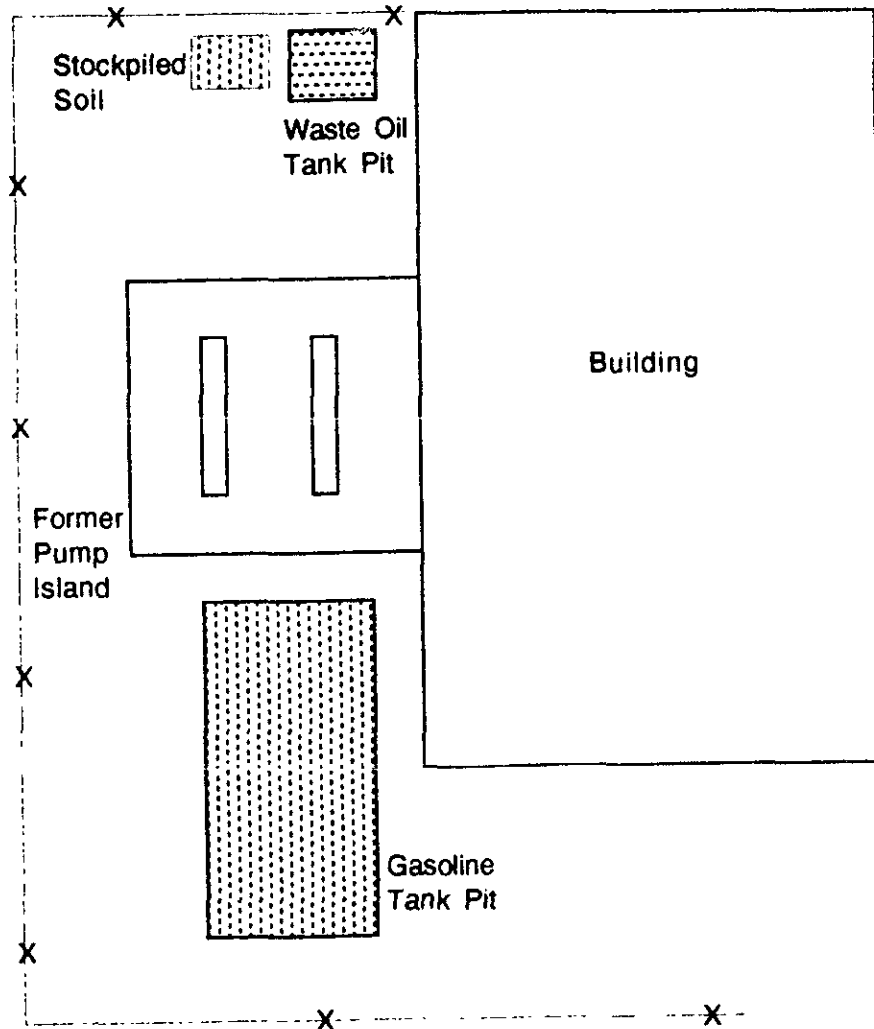 Stockpiled
Soil
Waste Oil
Tank Pit
Building
Former
Pump
Island
Gasoline
Tank Pit